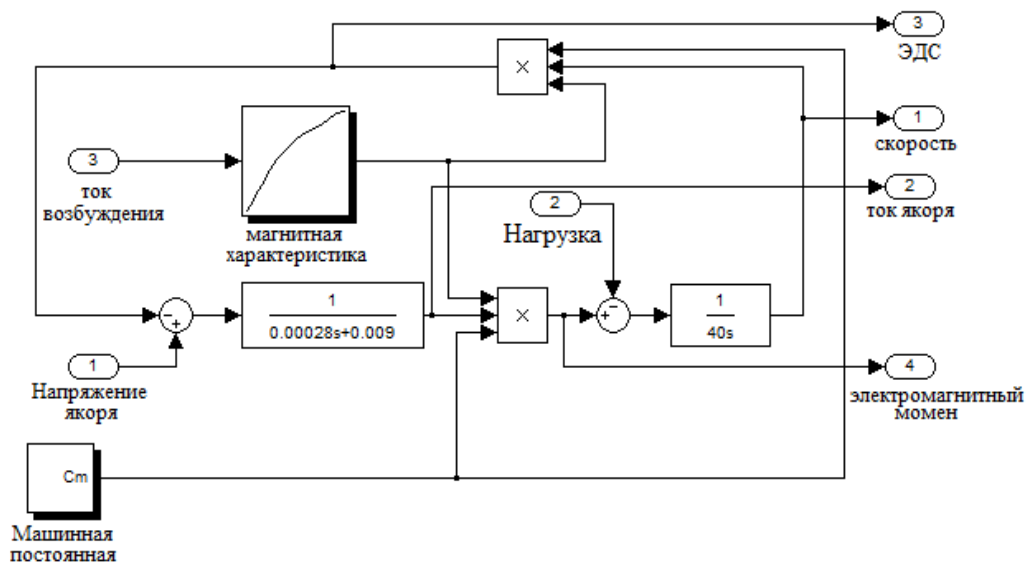 3
ЭДС
×
1
скорость
3
ток
возбуждения
магнитная
характеристика
2
ток якоря
2
Нагрузка
1
0.00028s+0.009
×
1
40s
1
Напряжение
якоря
4
электромагнитный
момен
Cm
Машинная
постоянная